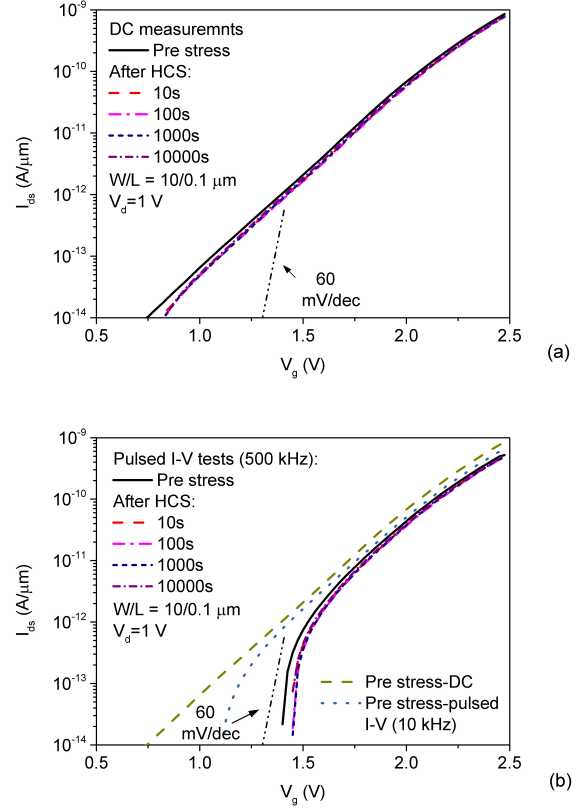 10⁻⁹
10⁻¹⁰
10⁻¹¹
10⁻¹²
10⁻¹³
10⁻¹⁴
I_ds (A/μm)
DC measuremnts
Pre stress
After HCS:
10s
100s
1000s
10000s
W/L = 10/0.1 μm
V_d=1 V
60
mV/dec
0.5 1.0 1.5 2.0 2.5
V_g (V)
(a)
10⁻⁹
10⁻¹⁰
10⁻¹¹
10⁻¹²
10⁻¹³
10⁻¹⁴
I_ds (A/μm)
Pulsed I-V tests (500 kHz):
Pre stress
After HCS:
10s
100s
1000s
10000s
W/L = 10/0.1 μm
V_d=1 V
60
mV/dec
Pre stress-DC
Pre stress-pulsed
I-V (10 kHz)
0.5 1.0 1.5 2.0 2.5
V_g (V)
(b)